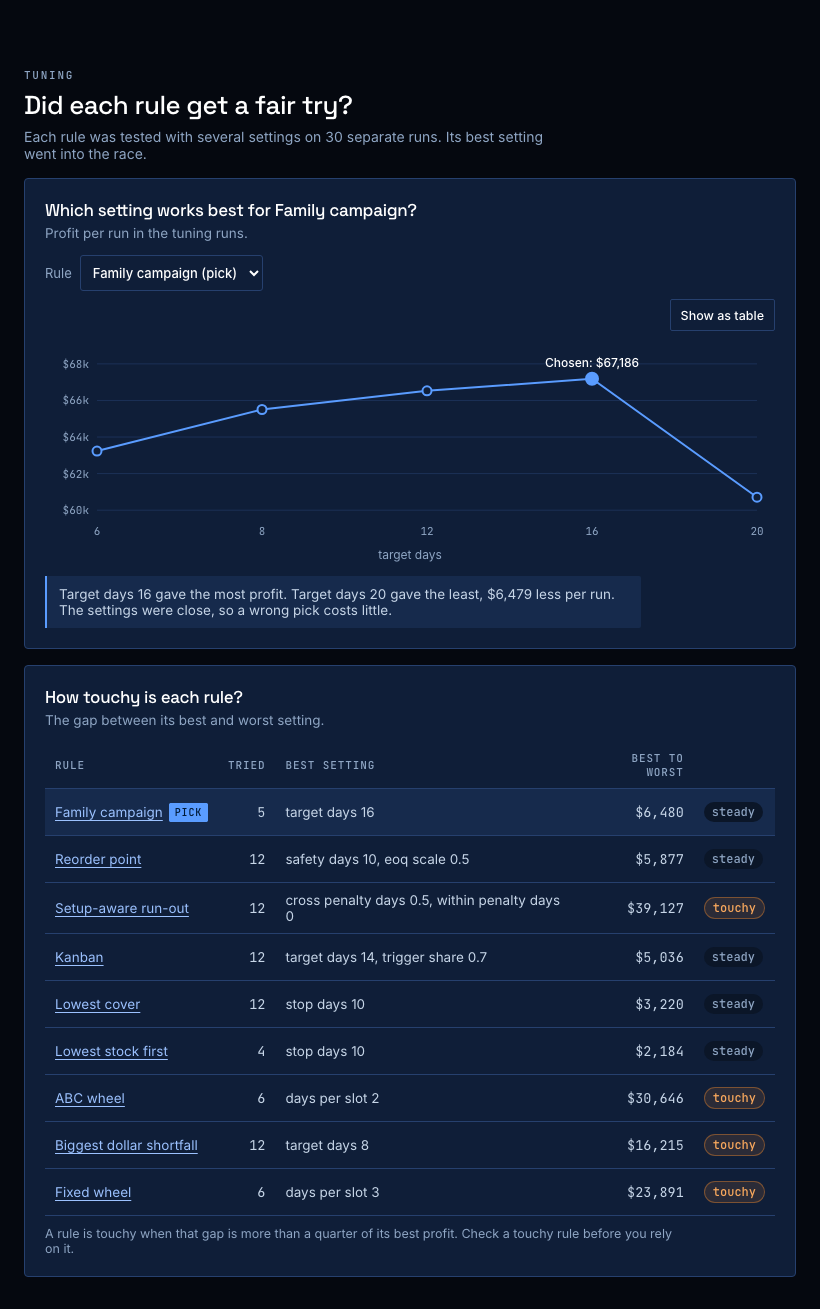 TUNING
Did each rule get a fair try?
Each rule was tested with several settings on 30 separate runs. Its best setting
went into the race.
Which setting works best for Family campaign?
Profit per run in the tuning runs.
Rule Family campaign (pick)
Show as table
Chosen: $67,186
$68k
$66k
$64k
$62k
$60k
6 8 12 16 20
target days
Target days 16 gave the most profit. Target days 20 gave the least, $6,479 less per run.
The settings were close, so a wrong pick costs little.
How touchy is each rule?
The gap between its best and worst setting.
RULE TRIED BEST SETTING BEST TO
WORST
Family campaign PICK 5 target days 16 $6,480 steady
Reorder point 12 safety days 10, eoq scale 0.5 $5,877 steady
Setup-aware run-out 12 cross penalty days 0.5, within penalty days
0 $39,127 touchy
Kanban 12 target days 14, trigger share 0.7 $5,036 steady
Lowest cover 12 stop days 10 $3,220 steady
Lowest stock first 4 stop days 10 $2,184 steady
ABC wheel 6 days per slot 2 $30,646 touchy
Biggest dollar shortfall 12 target days 8 $16,215 touchy
Fixed wheel 6 days per slot 3 $23,891 touchy
A rule is touchy when that gap is more than a quarter of its best profit. Check a touchy rule before you rely
on it.